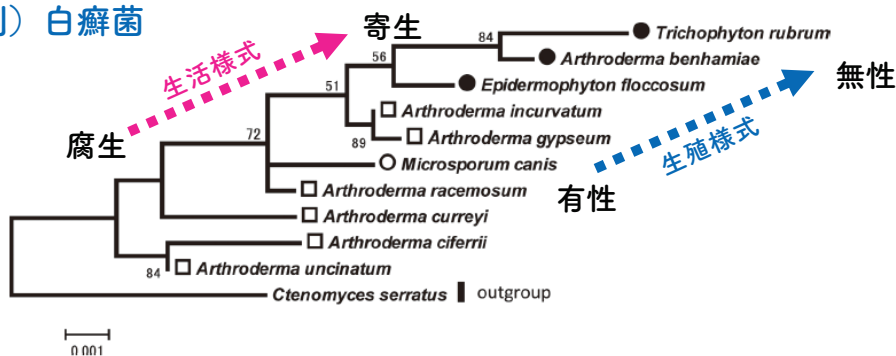 例）白癬菌
寄生
生活様式
腐生
無性
生殖様式
有性
84
Trichophyton rubrum
Arthroderma benhamiae
56
Epidermophyton floccosum
51
Arthroderma incurvatum
89
Arthroderma gypseum
72
Microsporum canis
Arthroderma racemosum
Arthroderma curreyi
Arthroderma ciferrii
84
Arthroderma uncinatum
Ctenomyces serratus
outgroup
0.001